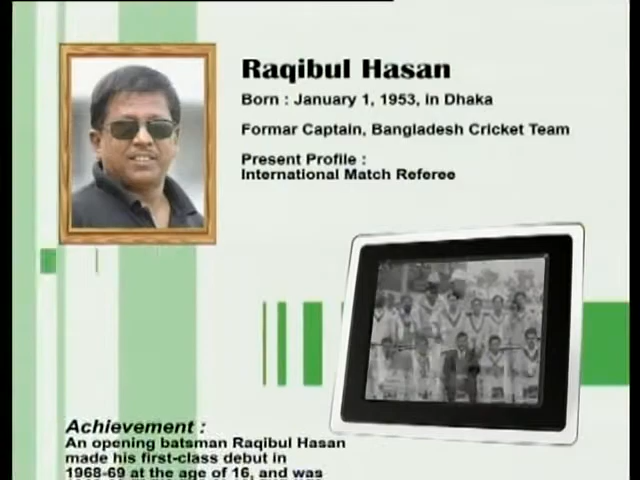 Raqibul Hasan
Born : January 1, 1953, in Dhaka
Formar Captain, Bangladesh Cricket Team
Present Profile :
International Match Referee
Achievement :
An opening batsman Raqibul Hasan
made his first-class debut in
1968-69 at the age of 16, and was